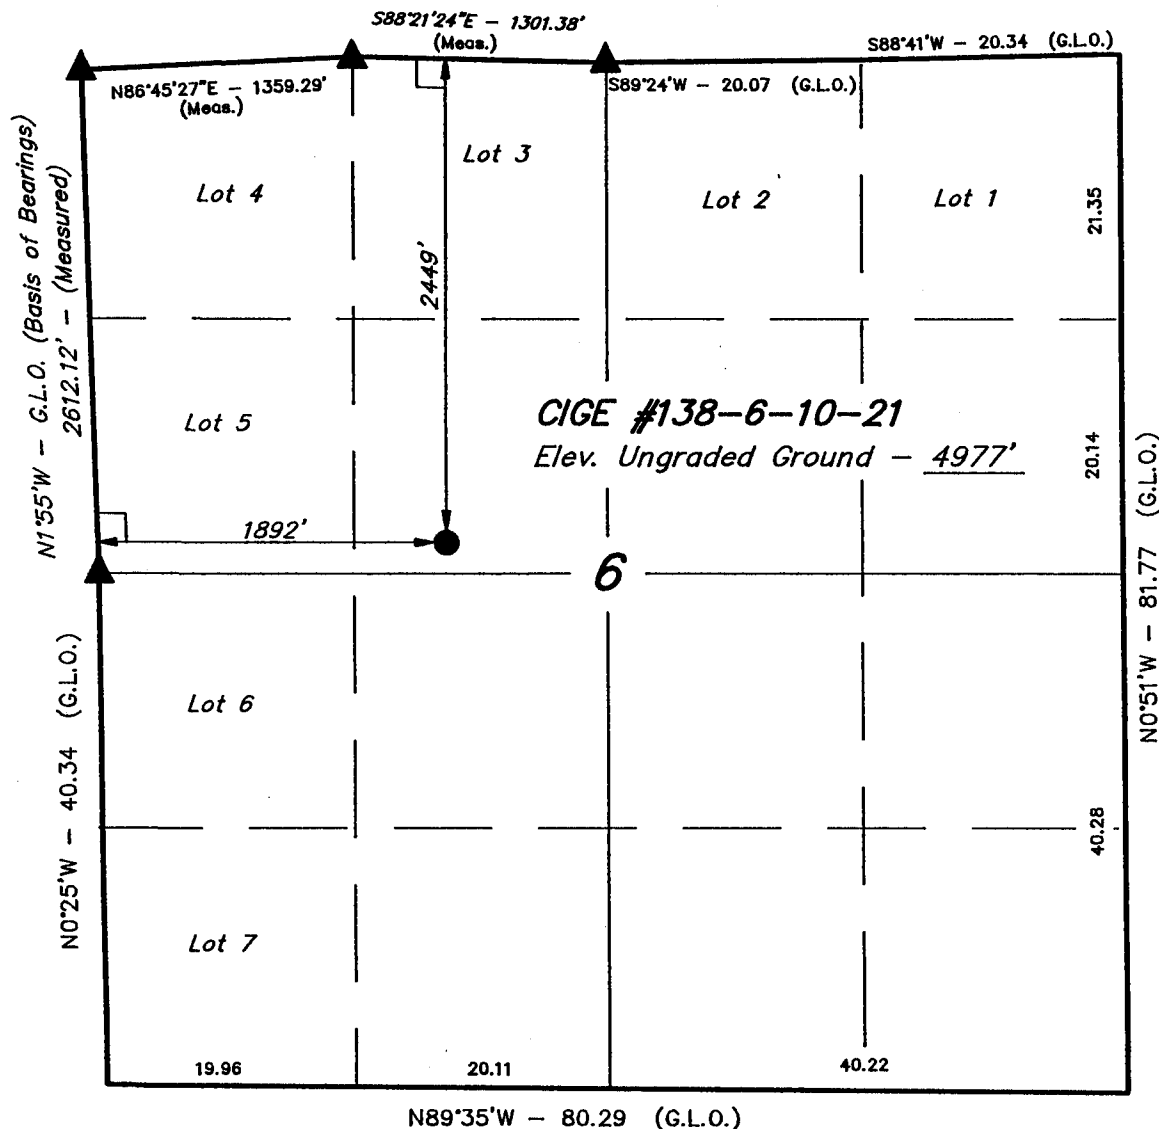 S88°21'24"E - 1301.38'
(Meas.)
S88°41'W - 20.34 (G.L.O.)
N86°45'27"E - 1359.29'
(Meas.)
S89°24'W - 20.07 (G.L.O.)
Lot 3
Lot 4
Lot 2
Lot 1
21.35
N1°55'W - G.L.O. (Basis of Bearings)
2612.12' - (Measured)
2449'
CIGE #138-6-10-21
Elev. Ungraded Ground - 4977'
Lot 5
20.14
1892'
6
N0°51'W - 81.77 (G.L.O.)
Lot 6
N0°25'W - 40.34 (G.L.O.)
40.28
Lot 7
19.96
20.11
40.22
N89°35'W - 80.29 (G.L.O.)